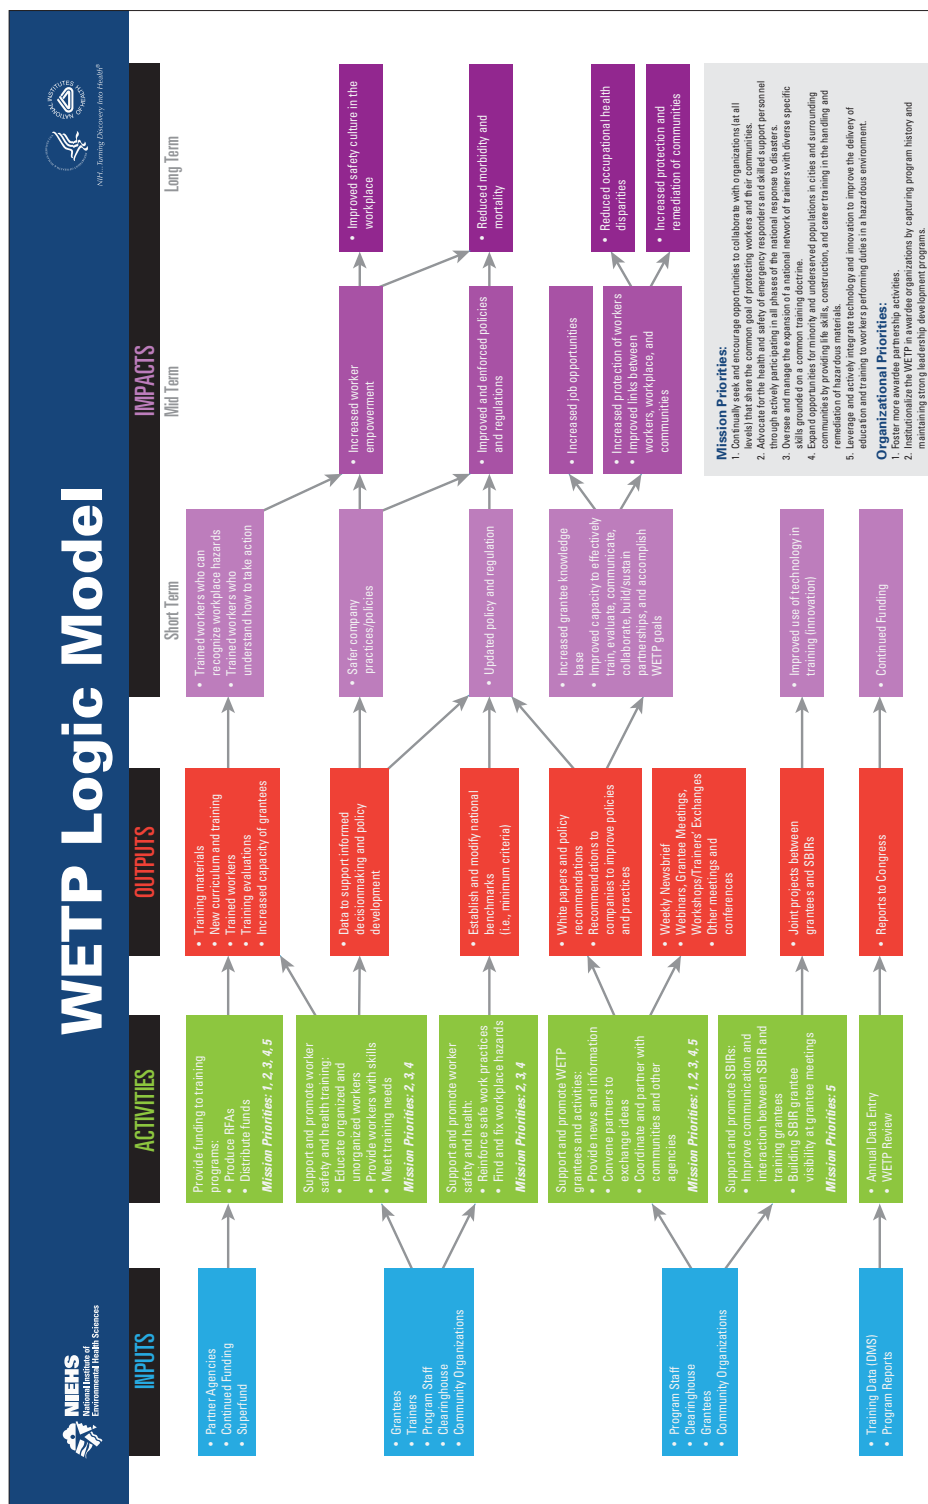 NIEHS
National Institute of
Environmental Health Sciences
WETP Logic Model
NATIONAL INSTITUTES OF HEALTH
NIH...Turning Discovery Into Health®
INPUTS
ACTIVITIES
OUTPUTS
IMPACTS
Short Term
Mid Term
Long Term
• Partner Agencies
• Continued Funding
• Superfund
• Grantees
• Trainers
• Program Staff
• Clearinghouse
• Community Organizations
• Program Staff
• Clearinghouse
• Grantees
• Community Organizations
• Training Data (DMS)
• Program Reports
Provide funding to training
programs:
• Produce RFAs
• Distribute funds
Mission Priorities: 1, 2, 3, 4, 5
Support and promote worker
safety and health training:
• Educate organized and
unorganized workers
• Provide workers with skills
• Meet training needs
Mission Priorities: 2, 3, 4
Support and promote worker
safety and health:
• Reinforce safe work practices
• Find and fix workplace hazards
Mission Priorities: 2, 3, 4
Support and promote WETP
grantees and activities:
• Provide news and information
• Convene partners to
exchange ideas
• Coordinate and partner with
communities and other
agencies
Mission Priorities: 1, 2, 3, 4, 5
Support and promote SBIRs:
• Improve communication and
interaction between SBIR and
training grantees
• Building SBIR grantee
visibility at grantee meetings
Mission Priorities: 5
• Annual Data Entry
• WETP Review
• Training materials
• New curriculum and training
• Trained workers
• Training evaluations
• Increased capacity of grantees
• Data to support informed
decisionmaking and policy
development
• Establish and modify national
benchmarks
(i.e., minimum criteria)
• White papers and policy
recommendations
• Recommendations to
companies to improve policies
and practices
• Weekly Newsbrief
• Webinars, Grantee Meetings,
Workshops/Trainers' Exchanges
• Other meetings and
conferences
• Joint projects between
grantees and SBIRs
• Reports to Congress
• Trained workers who can
recognize workplace hazards
• Trained workers who
understand how to take action
• Safer company
practices/policies
• Updated policy and regulation
• Increased grantee knowledge
base
• Improved capacity to effectively
train, evaluate, communicate,
collaborate, build/sustain
partnerships, and accomplish
WETP goals
• Improved use of technology in
training (innovation)
• Continued Funding
• Increased worker
empowerment
• Improved and enforced policies
and regulations
• Increased job opportunities
• Increased protection of workers
• Improved links between
workers, workplace, and
communities
• Improved safety culture in the
workplace
• Reduced morbidity and
mortality
• Reduced occupational health
disparities
• Increased protection and
remediation of communities
Mission Priorities:
1. Continually seek and encourage opportunities to collaborate with organizations (at all
levels) that share the common goal of protecting workers and their communities.
2. Advocate for the health and safety of emergency responders and skilled support personnel
through actively participating in all phases of the national response to disasters.
3. Oversee and manage the expansion of a national network of trainers with diverse specific
skills grounded on a common training doctrine.
4. Expand opportunities for minority and underserved populations in cities and surrounding
communities by providing life skills, construction, and career training in the handling and
remediation of hazardous materials.
5. Leverage and actively integrate technology and innovation to improve the delivery of
education and training to workers performing duties in a hazardous environment.
Organizational Priorities:
1. Foster more awardee partnership activities.
2. Institutionalize the WETP in awardee organizations by capturing program history and
maintaining strong leadership development programs.